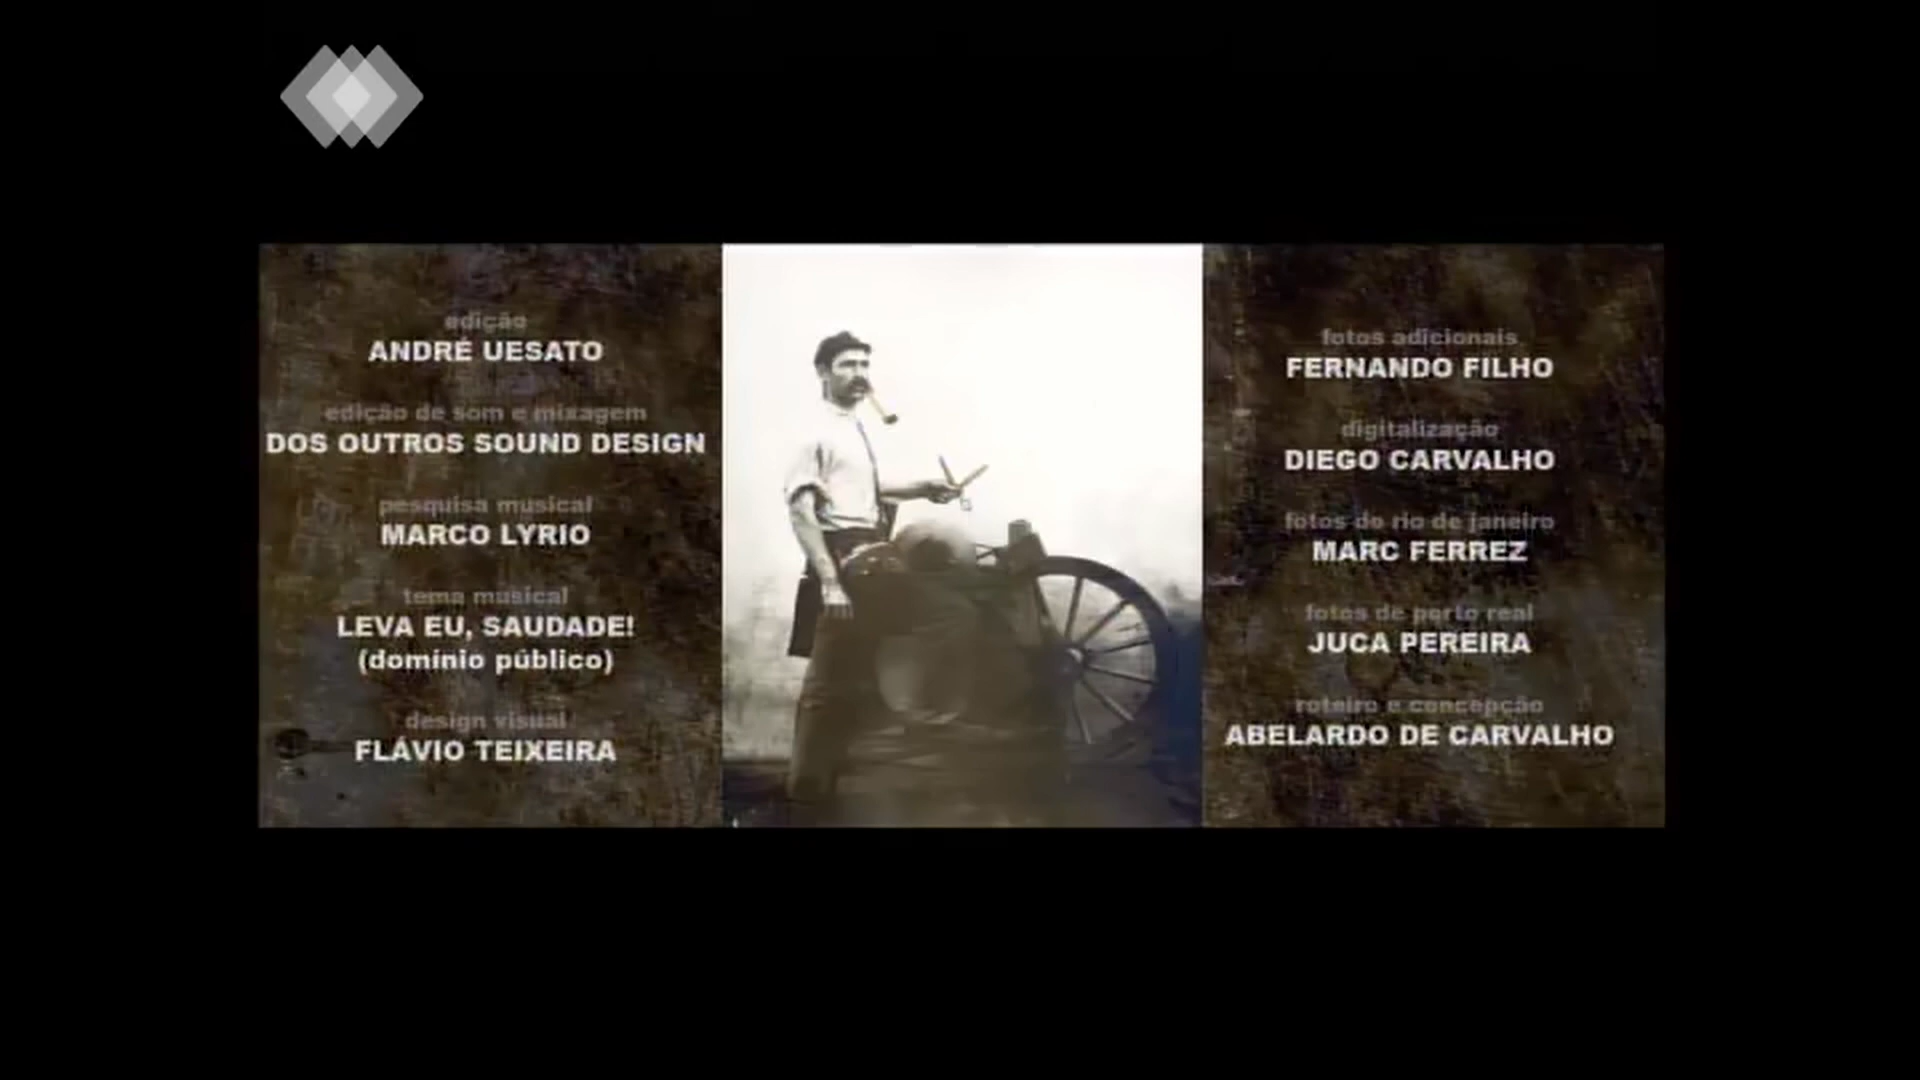 edição
ANDRÉ UESATO
edição de som e mixagem
DOS OUTROS SOUND DESIGN
pesquisa musical
MARCO LYRIO
tema musical
LEVA EU, SAUDADE!
(domínio público)
design visual
FLÁVIO TEIXEIRA
fotos adicionais
FERNANDO FILHO
digitalização
DIEGO CARVALHO
fotos do rio de janeiro
MARC FERREZ
fotos de porto real
JUCA PEREIRA
roteiro e concepção
ABELARDO DE CARVALHO